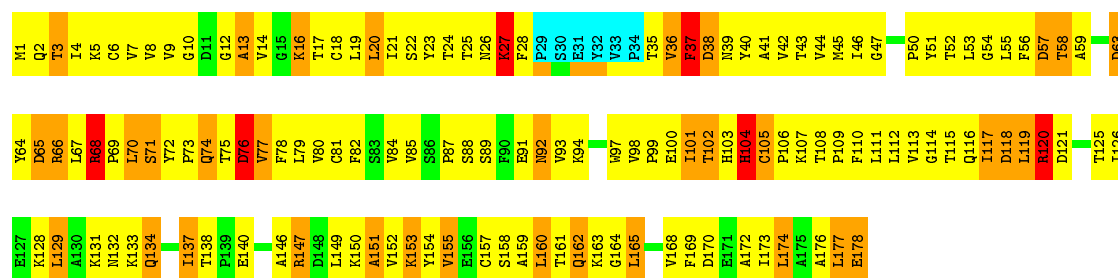 M1 Q2 T3 I4 K5 C6 V7 V8 V9 G10 D11 G12 A13 V14 G15 K16 T17 C18 L19 L20 I21 S22 Y23 T24 T25 N26 K27 F28 P29 S30 E31 Y32 V33 P34 T35 V36 F37 D38 N39 Y40 A41 V42 T43 V44 M45 I46 G47 P50 Y51 T52 L53 G54 L55 F56 D57 T58 A59 D63
Y64 D65 R66 L67 R68 P69 L70 S71 Y72 P73 Q74 T75 D76 V77 F78 L79 V80 C81 F82 S83 V84 V85 S86 P87 S88 S89 F90 E91 N92 V93 K94 W97 V98 P99 E100 I101 T102 H103 H104 C105 P106 K107 T108 P109 F110 L111 L112 V113 G114 T115 Q116 I117 D118 L119 R120 D121 T125 I126
E127 K128 L129 A130 K131 N132 K133 Q134 I137 T138 P139 E140 A146 R147 D148 L149 K150 A151 V152 K153 Y154 V155 E156 C157 S158 A159 L160 T161 Q162 K163 G164 L165 V168 F169 D170 E171 A172 I173 L174 A175 A176 L177 E178